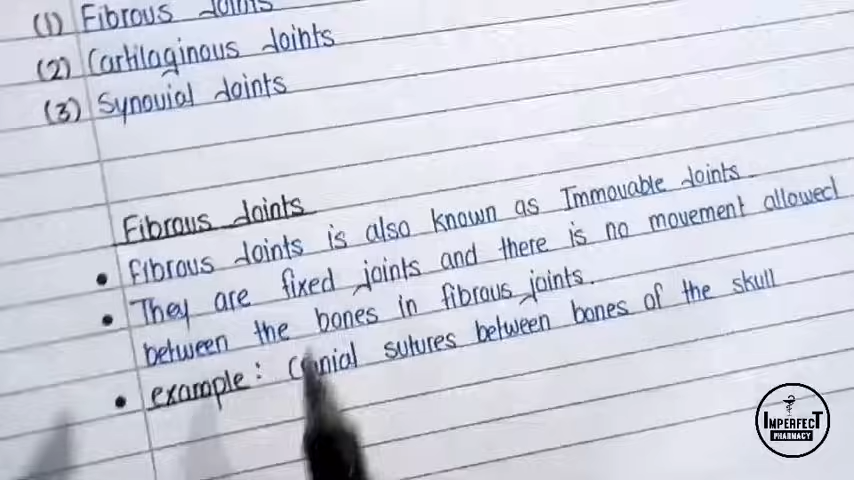 (1) Fibrous Joints
(2) Cartilaginous Joints
(3) Synovial Joints
Fibrous Joints
• Fibrous Joints is also known as Immovable Joints.
• They are fixed joints and there is no movement allowed
between the bones in fibrous joints.
• example: Cranial sutures between bones of the skull
IMPERFECT
PHARMACY